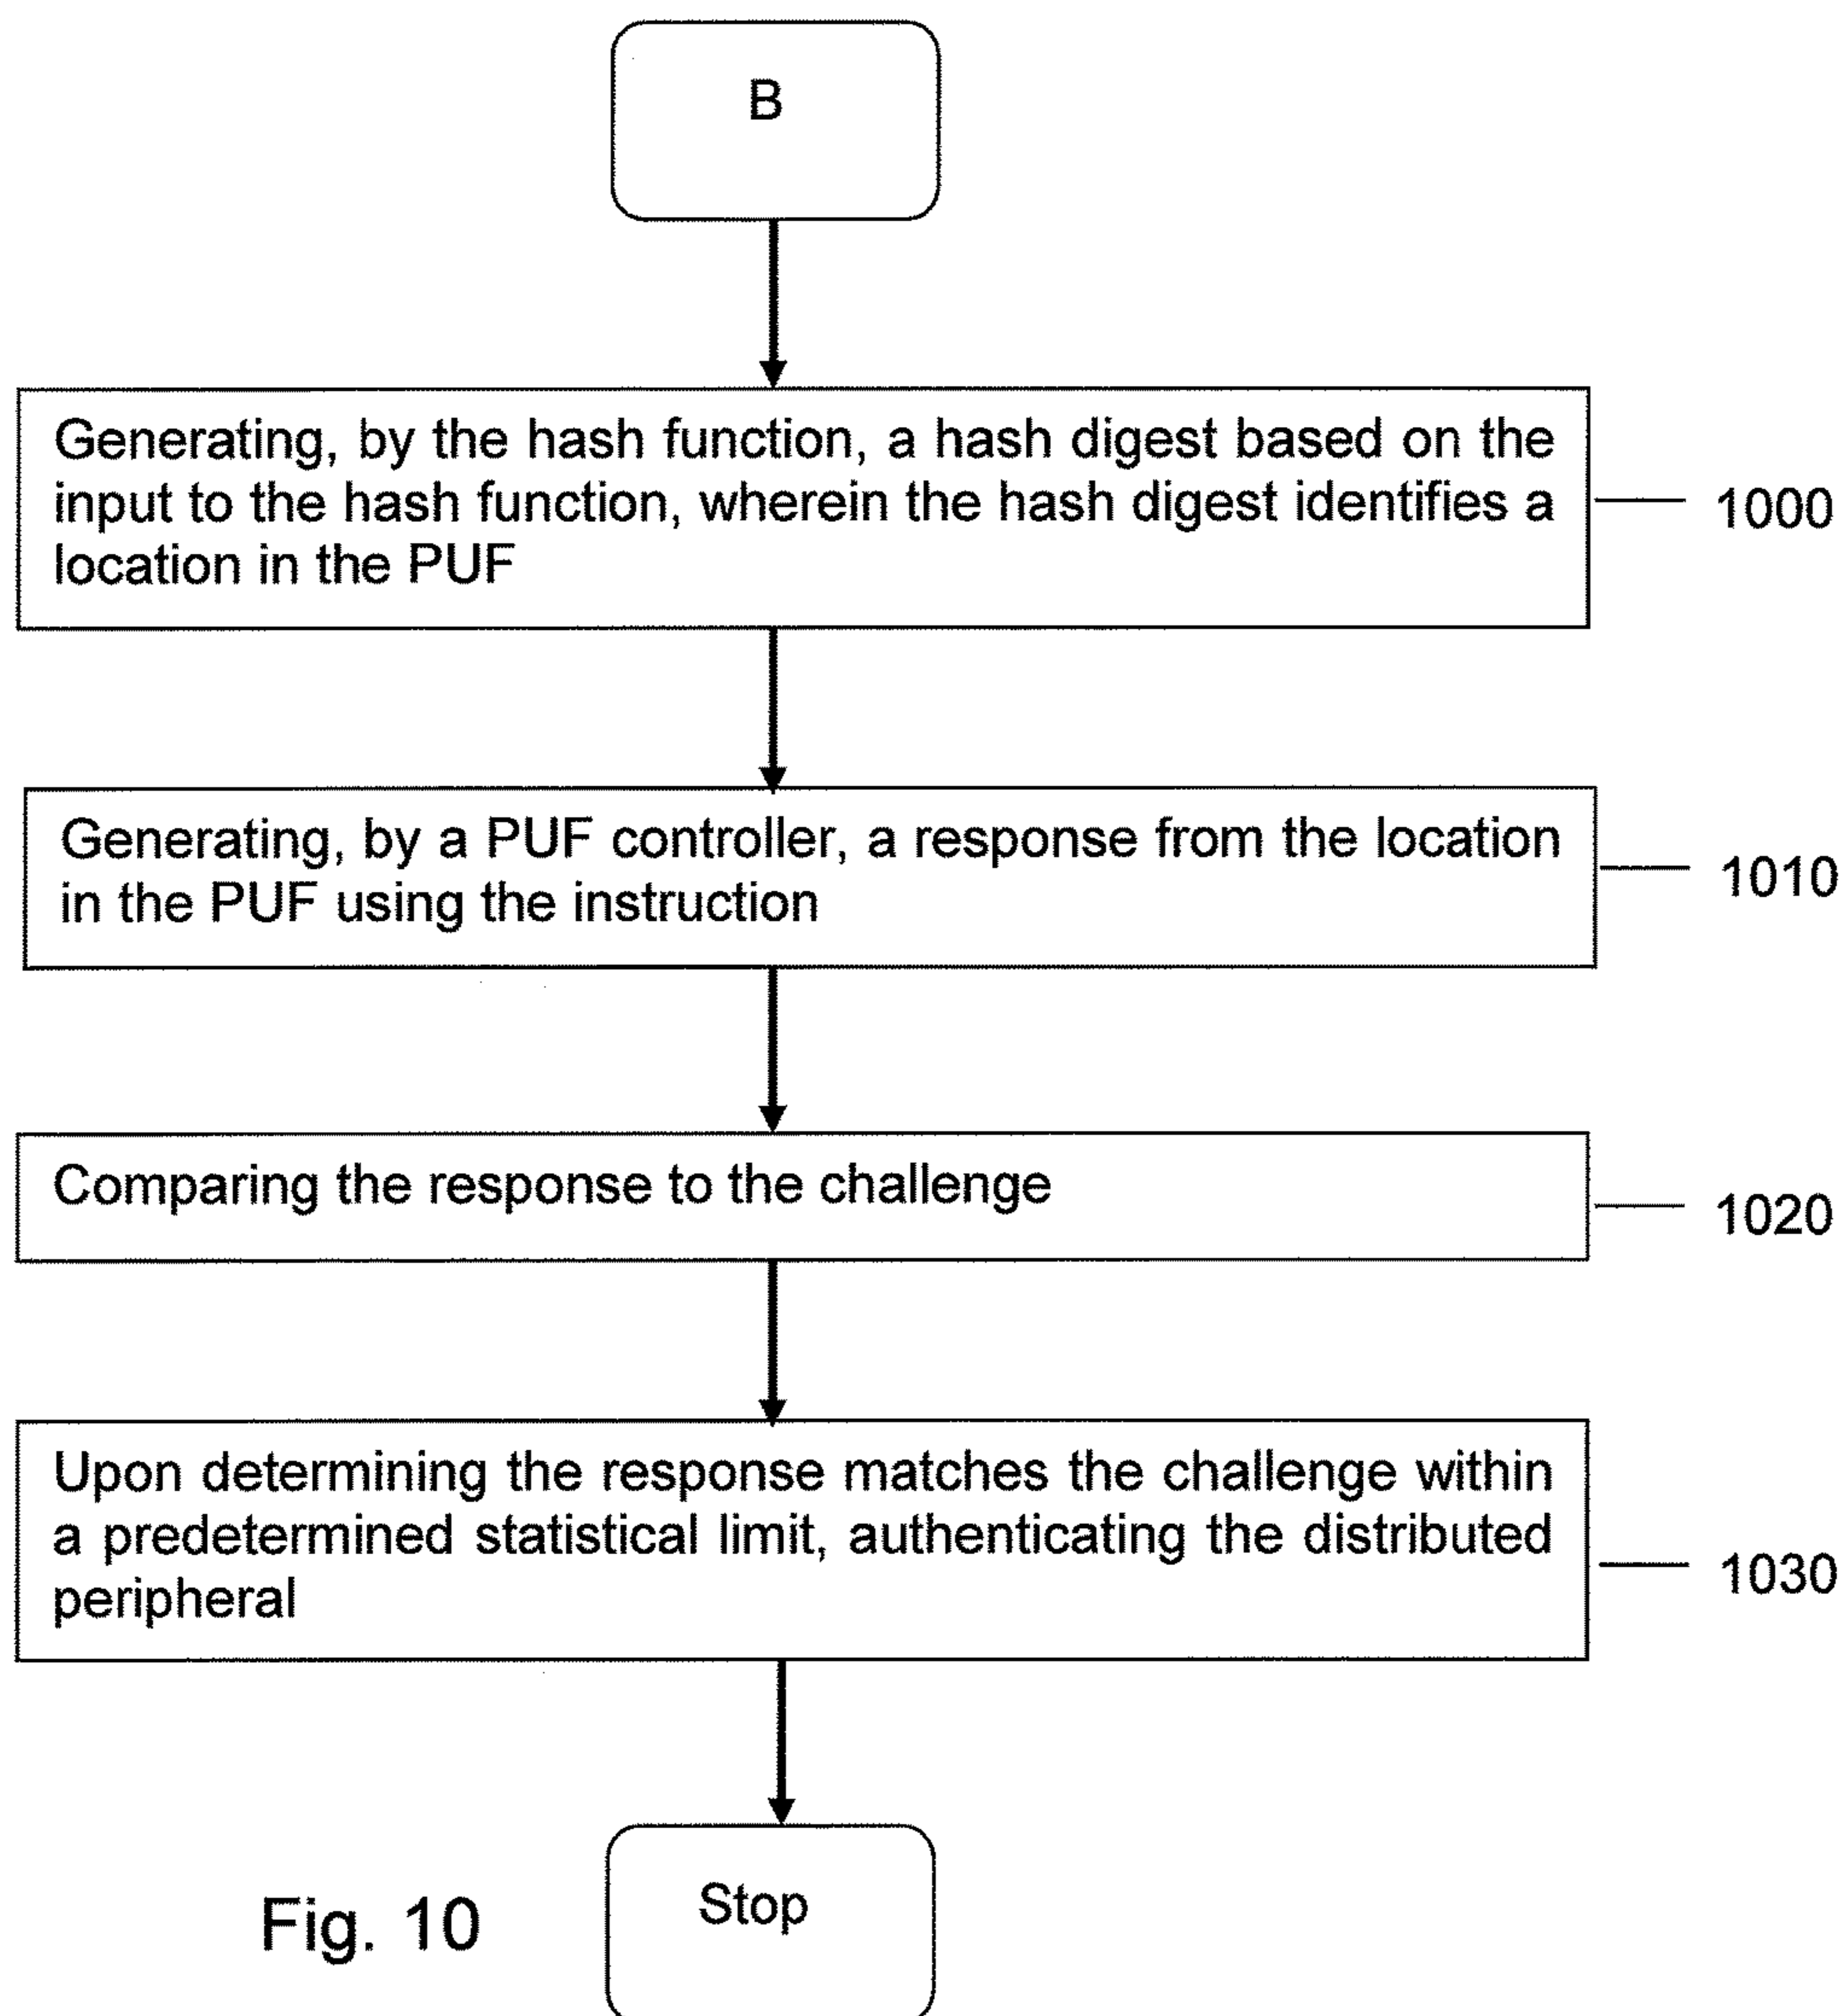 B
Generating, by the hash function, a hash digest based on the
input to the hash function, wherein the hash digest identifies a
location in the PUF
1000
Generating, by a PUF controller, a response from the location
in the PUF using the instruction
1010
Comparing the response to the challenge
1020
Upon determining the response matches the challenge within
a predetermined statistical limit, authenticating the distributed
peripheral
1030
Stop
Fig. 10